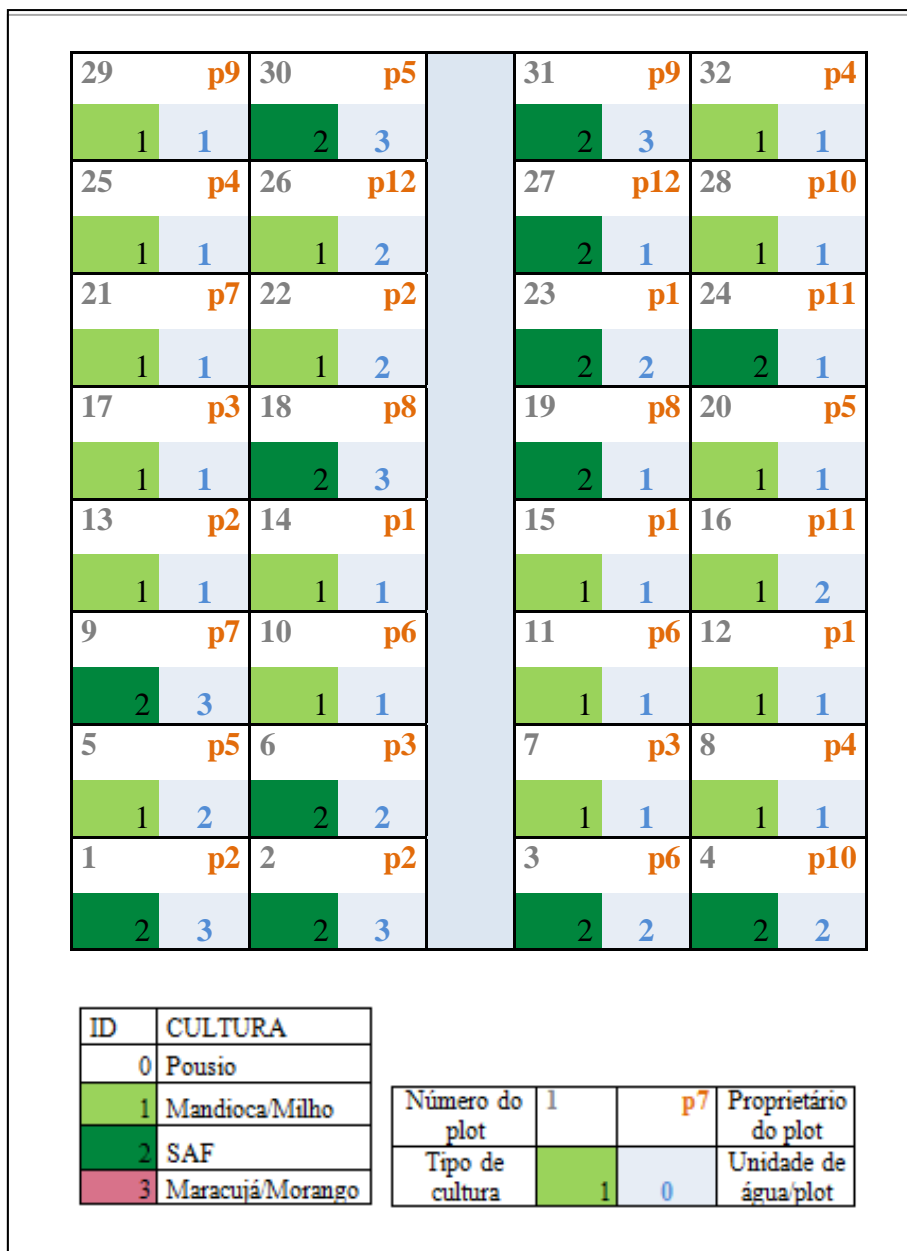 29 p9 30 p5 31 p9 32 p4
1 1 2 3 2 3 1 1
25 p4 26 p12 27 p12 28 p10
1 1 1 2 2 1 1 1
21 p7 22 p2 23 p1 24 p11
1 1 1 2 2 2 2 1
17 p3 18 p8 19 p8 20 p5
1 1 2 3 2 1 1 1
13 p2 14 p1 15 p1 16 p11
1 1 1 1 1 1 1 2
9 p7 10 p6 11 p6 12 p1
2 3 1 1 1 1 1 1
5 p5 6 p3 7 p3 8 p4
1 2 2 2 1 1 1 1
1 p2 2 p2 3 p6 4 p10
2 3 2 3 2 2 2 2
ID CULTURA
0 Pousio
1 Mandioca/Milho
2 SAF
3 Maracujá/Morango
Número do plot 1 p7 Proprietário do plot
Tipo de cultura 1 0 Unidade de água/plot